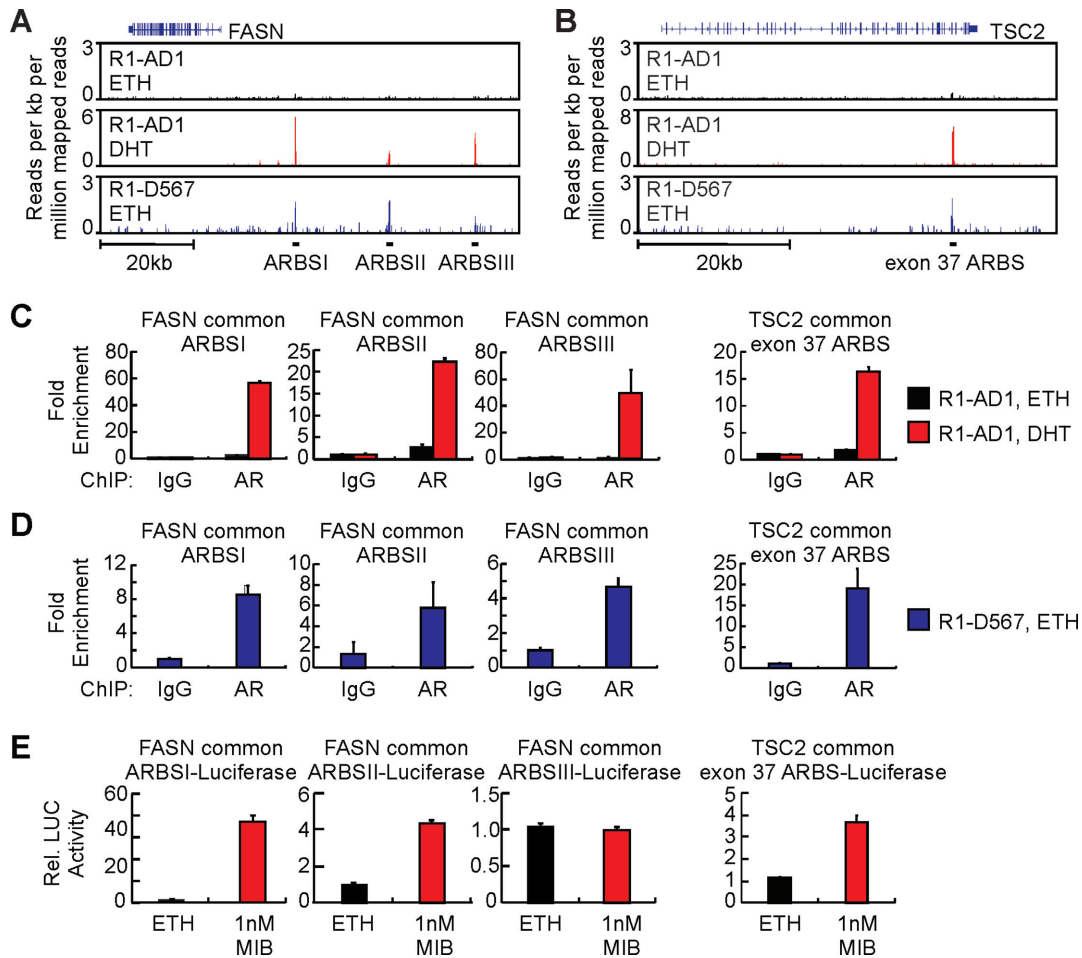 A
FASN
Reads per kb per
million mapped reads
3
0
R1-AD1
ETH
6
0
R1-AD1
DHT
3
0
R1-D567
ETH
20kb
ARBSI
ARBSII
ARBSIII
B
TSC2
Reads per kb per
million mapped reads
3
0
R1-AD1
ETH
8
0
R1-AD1
DHT
3
0
R1-D567
ETH
20kb
exon 37 ARBS
C
FASN common
ARBSI
Fold
Enrichment
80
60
40
20
0
ChIP:
IgG
AR
FASN common
ARBSII
25
20
15
10
5
0
IgG
AR
FASN common
ARBSIII
80
60
40
20
0
IgG
AR
TSC2 common
exon 37 ARBS
20
15
10
5
0
IgG
AR
R1-AD1, ETH
R1-AD1, DHT
D
FASN common
ARBSI
Fold
Enrichment
12
8
4
0
ChIP:
IgG
AR
FASN common
ARBSII
10
8
6
4
2
0
IgG
AR
FASN common
ARBSIII
6
4
2
0
IgG
AR
TSC2 common
exon 37 ARBS
25
20
15
10
5
0
IgG
AR
R1-D567, ETH
E
FASN common
ARBSI-Luciferase
Rel. LUC
Activity
60
40
20
0
ETH
1nM
MIB
FASN common
ARBSII-Luciferase
6
4
2
0
ETH
1nM
MIB
FASN common
ARBSIII-Luciferase
1.5
1.0
0.5
0
ETH
1nM
MIB
TSC2 common
exon 37 ARBS-Luciferase
5
4
3
2
1
0
ETH
1nM
MIB